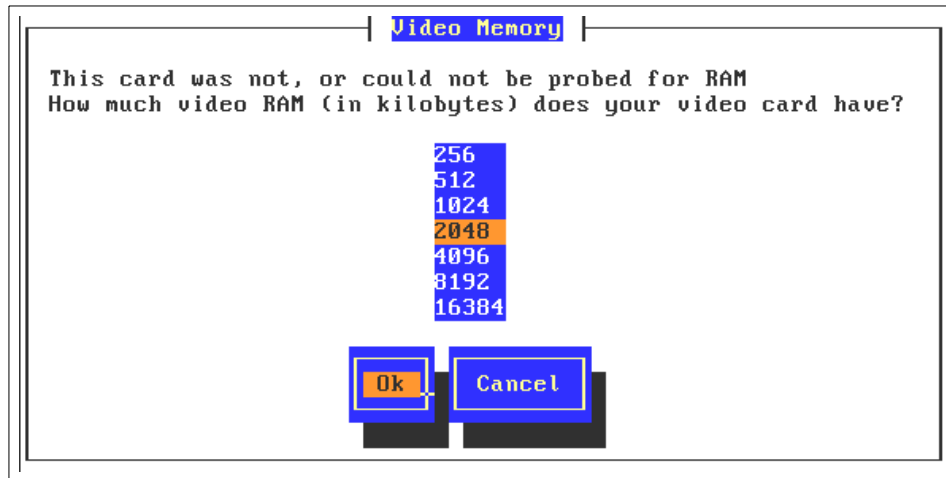 Video Memory
This card was not, or could not be probed for RAM
How much video RAM (in kilobytes) does your video card have?
256
512
1024
2048
4096
8192
16384
Ok
Cancel